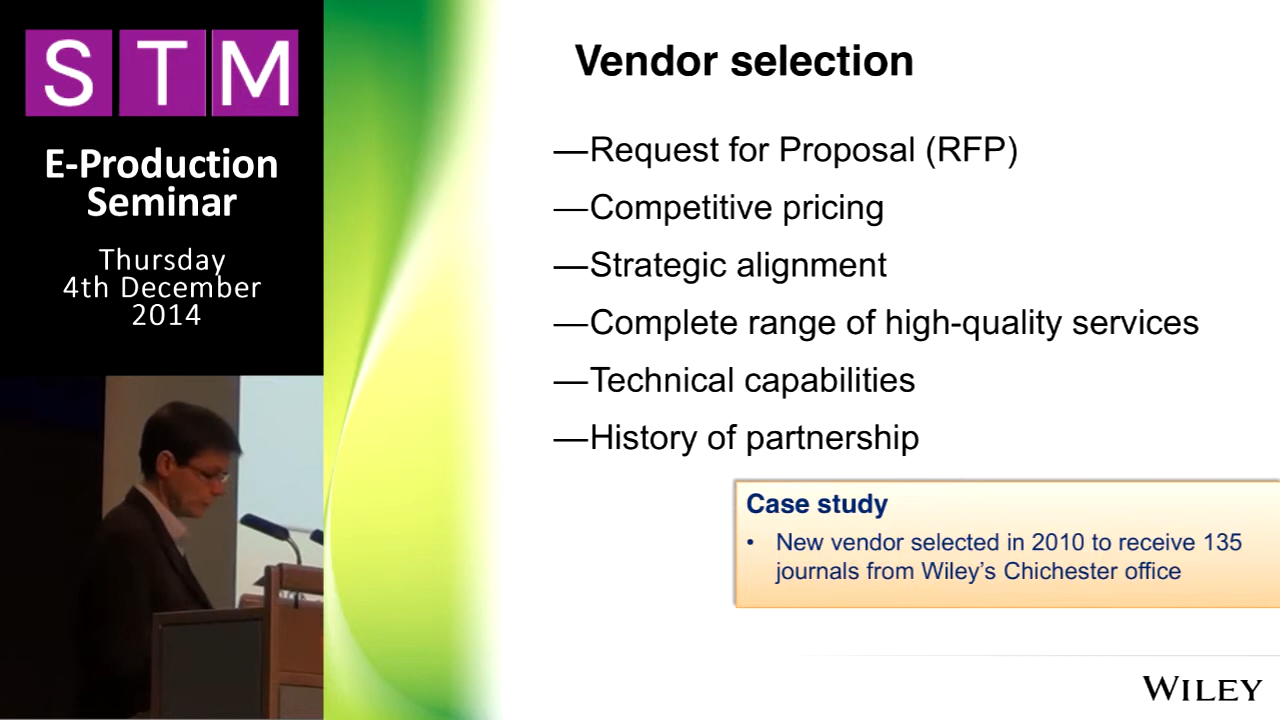 STM
E-Production
Seminar
Thursday
4th December
2014
Vendor selection
—Request for Proposal (RFP)
—Competitive pricing
—Strategic alignment
—Complete range of high-quality services
—Technical capabilities
—History of partnership
Case study
• New vendor selected in 2010 to receive 135
journals from Wiley’s Chichester office
WILEY